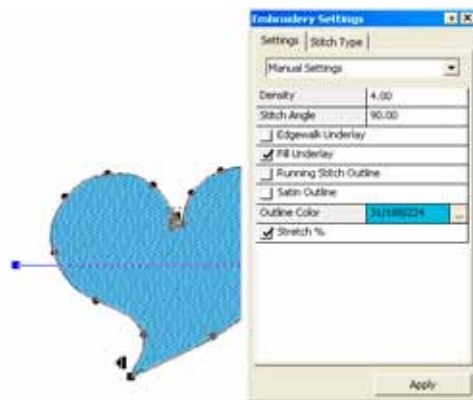 Embroidery Settings
Settings Stitch Type
Manual Settings
Density 4.00
Stitch Angle 90.00
Edgewalk Underlay
Fill Underlay
Running Stitch Outline
Satin Outline
Outline Color
Stretch %
Apply